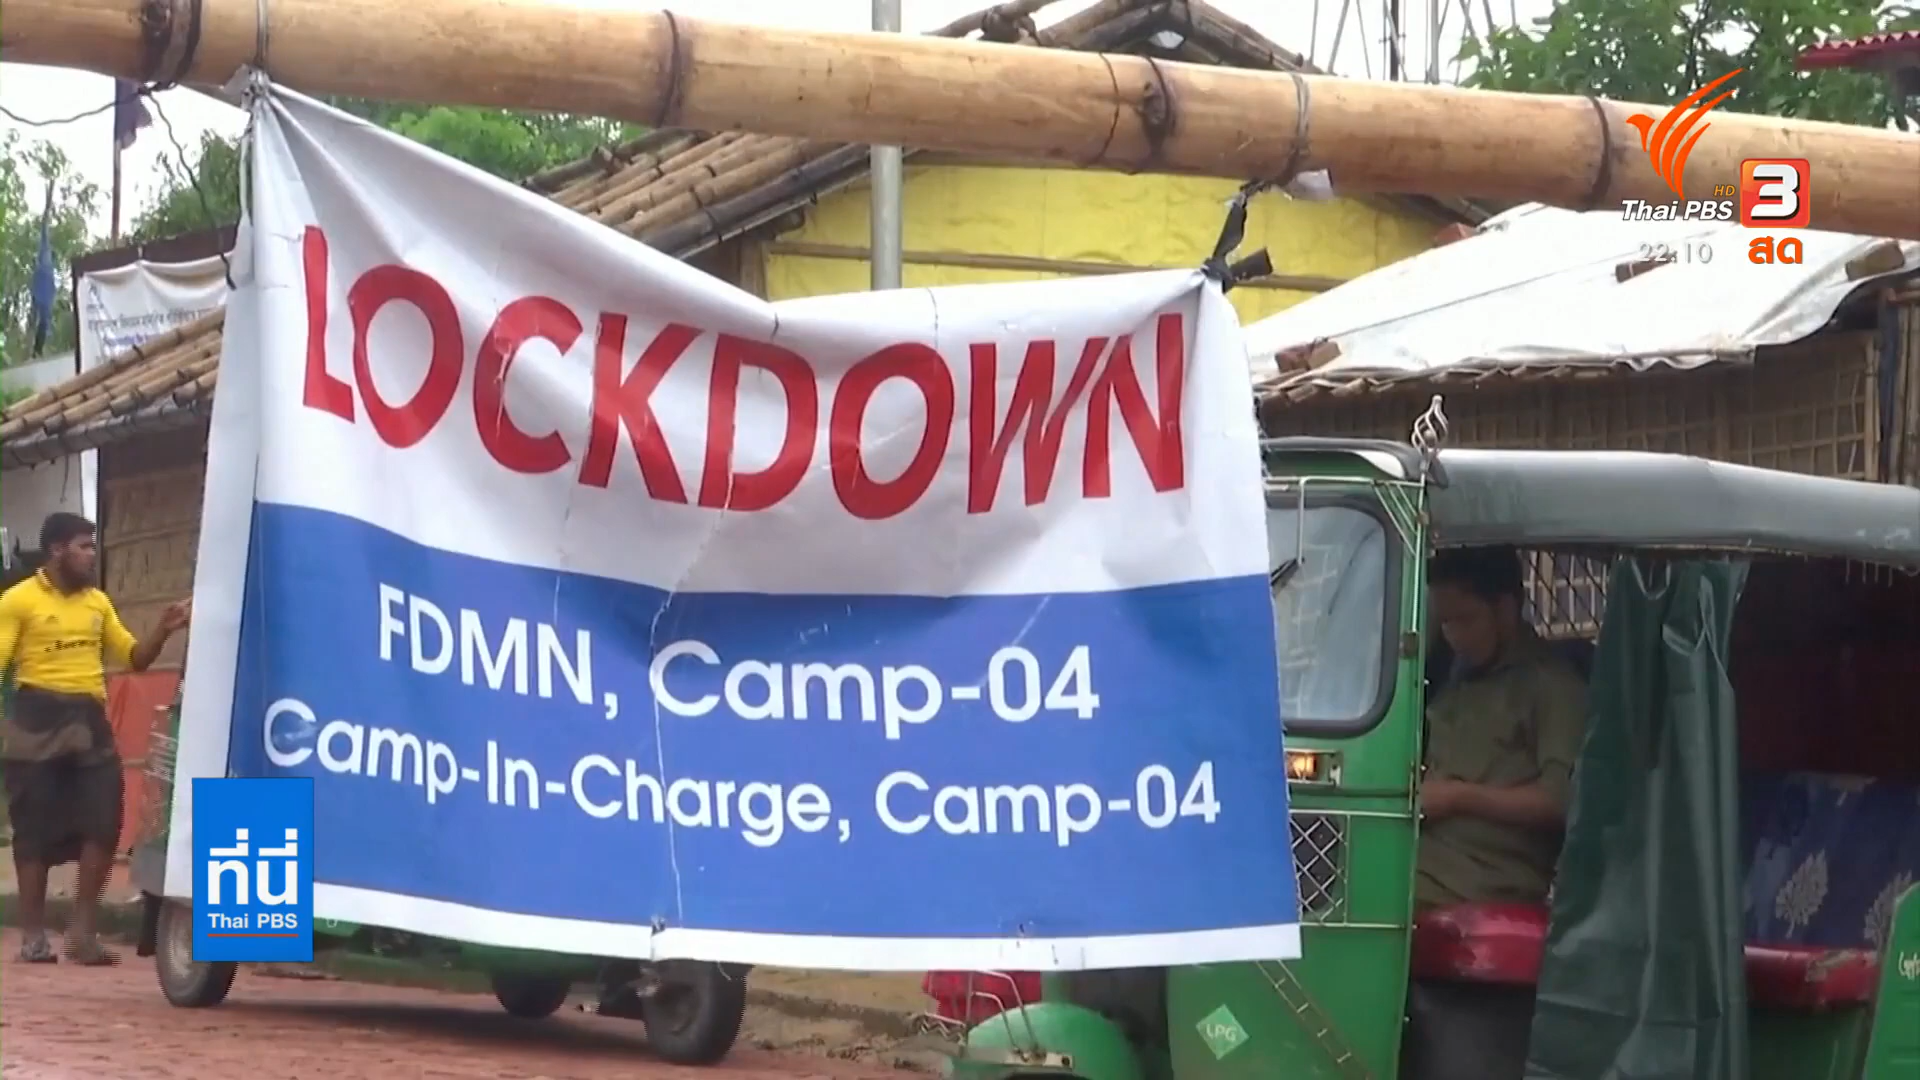 HD
Thai PBS 3
22:10 สด
LOCKDOWN
FDMN, Camp-04
Camp-In-Charge, Camp-04
ที่นี่
Thai PBS
LPG